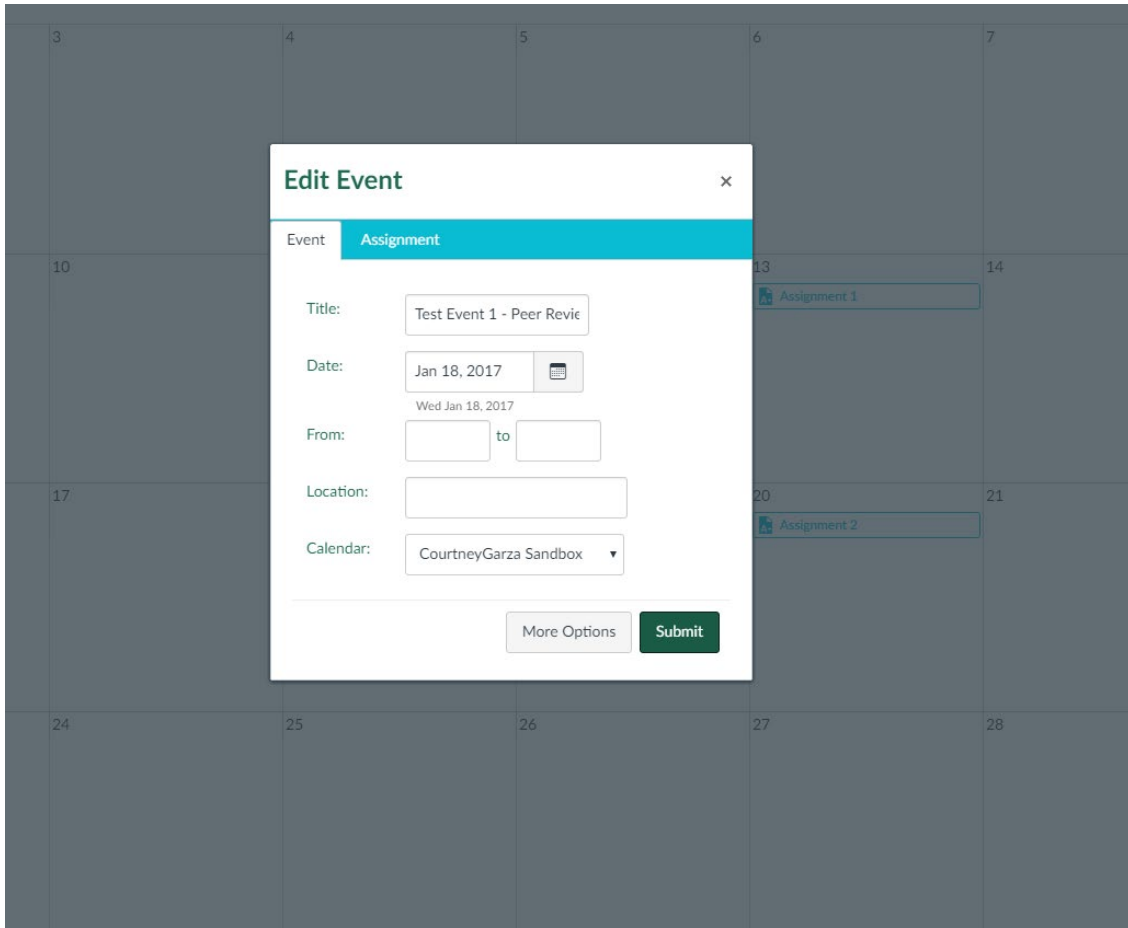 3 4 5 6 7
Edit Event ×
Event Assignment
10 13 14
Assignment 1
Title: Test Event 1 - Peer Revie
Date: Jan 18, 2017
Wed Jan 18, 2017
From: to
Location:
17 20 21
Assignment 2
Calendar: CourtneyGarza Sandbox
More Options Submit
24 25 26 27 28